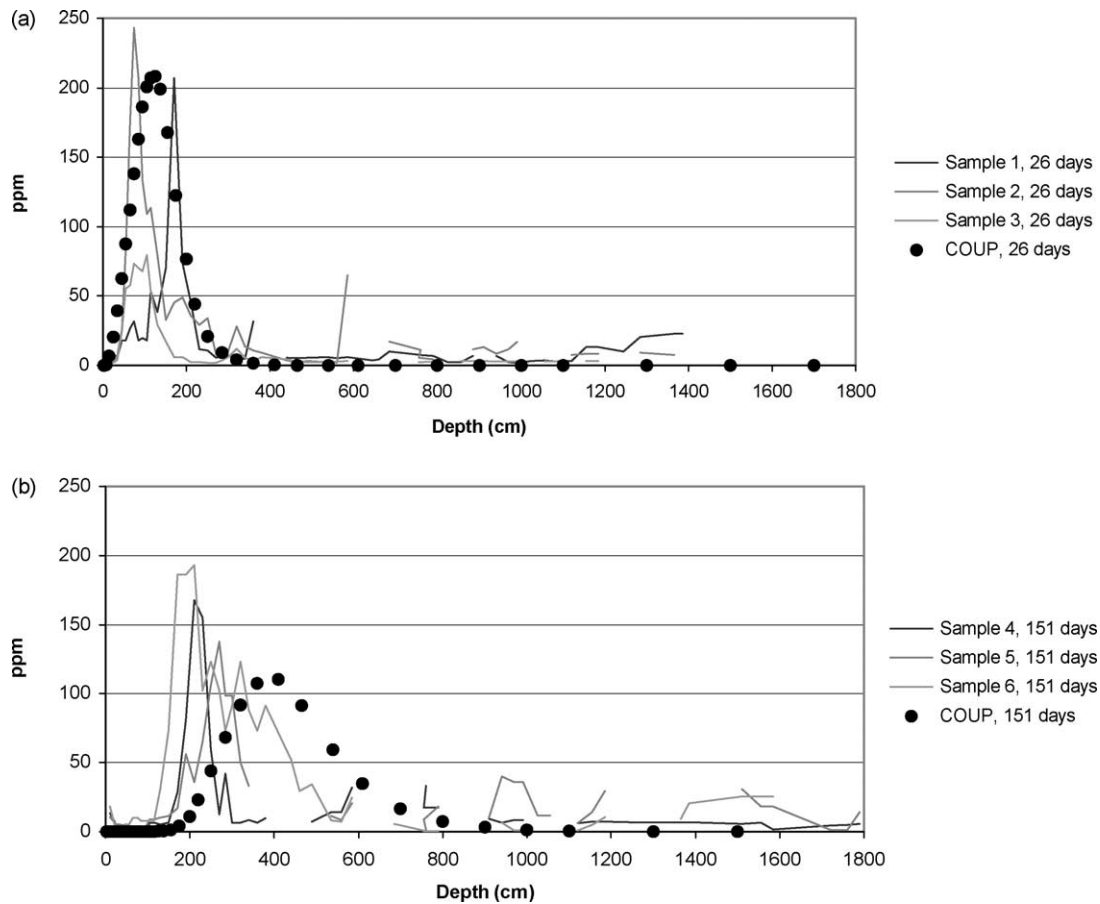 (a)
250
200
150
100
50
0
ppm
0 200 400 600 800 1000 1200 1400 1600 1800
Depth (cm)
Sample 1, 26 days
Sample 2, 26 days
Sample 3, 26 days
COUP, 26 days
(b)
250
200
150
100
50
0
ppm
0 200 400 600 800 1000 1200 1400 1600 1800
Depth (cm)
Sample 4, 151 days
Sample 5, 151 days
Sample 6, 151 days
COUP, 151 days